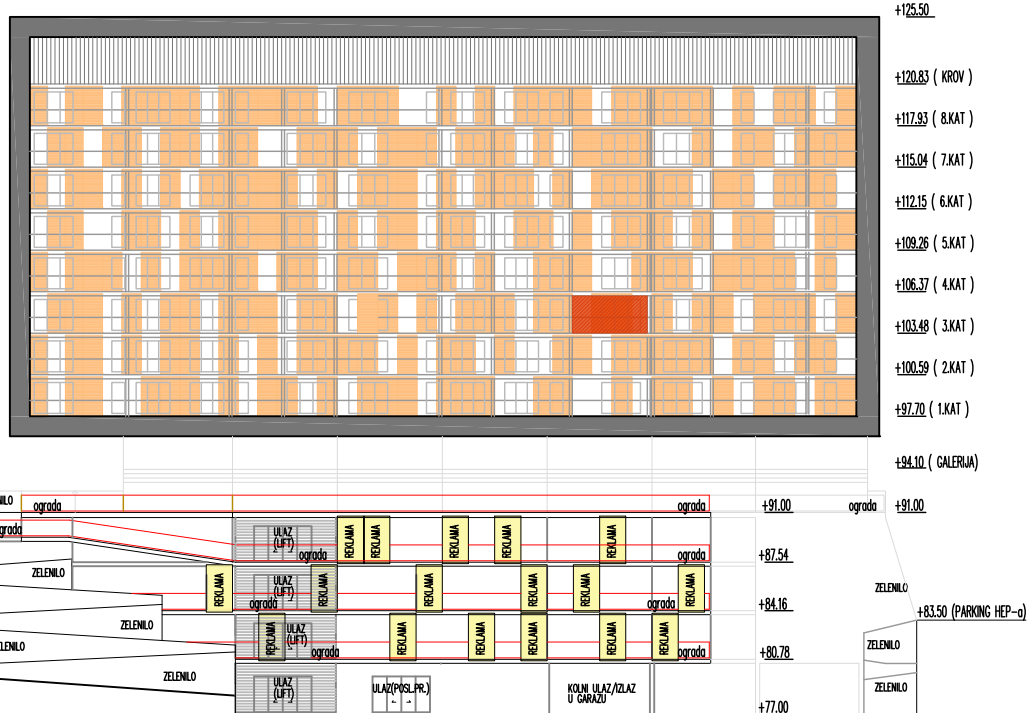 +125.50
+120.83 ( KROV )
+117.93 ( 8.KAT )
+115.04 ( 7.KAT )
+112.15 ( 6.KAT )
+109.26 ( 5.KAT )
+106.37 ( 4.KAT )
+103.48 ( 3.KAT )
+100.59 ( 2.KAT )
+97.70 ( 1.KAT )
+94.10 ( GALERIJA)
ograda
ograda
+91.00
ograda
+91.00
ULAZ
(LIFT)
REKLAMA
REKLAMA
REKLAMA
REKLAMA
REKLAMA
ograda
ograda
+87.54
ZELENILO
REKLAMA
ULAZ
(LIFT)
REKLAMA
REKLAMA
REKLAMA
REKLAMA
REKLAMA
ZELENILO
ograda
ograda
+84.16
+83.50 (PARKING HEP-a)
ZELENILO
REKLAMA
ULAZ
(LIFT)
REKLAMA
REKLAMA
REKLAMA
REKLAMA
REKLAMA
ZELENILO
ograda
ograda
+80.78
ZELENILO
ULAZ
(LIFT)
ULAZ(POSL.PR.)
KOLNI ULAZ/IZLAZ
U GARAŽU
ZELENILO
+77.00